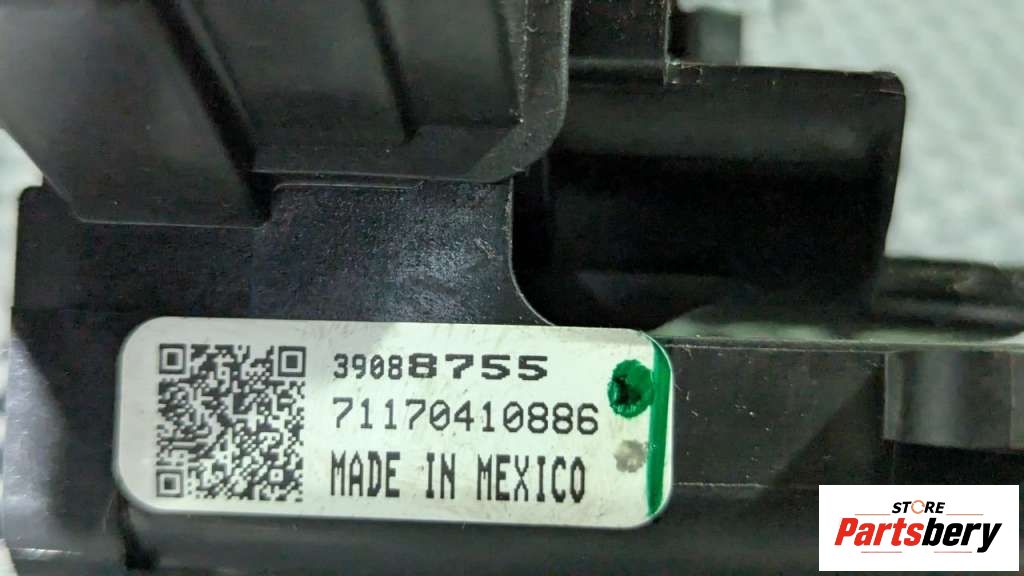 39088755
71170410886
MADE IN MEXICO
STORE
Partsbery